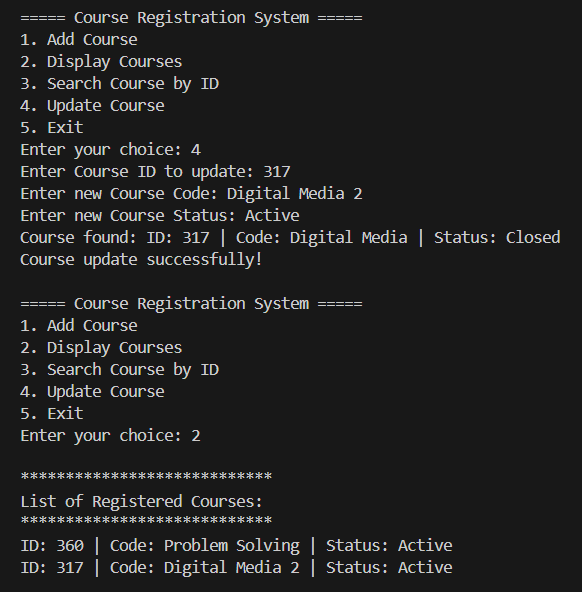 ===== Course Registration System =====
1. Add Course
2. Display Courses
3. Search Course by ID
4. Update Course
5. Exit
Enter your choice: 4
Enter Course ID to update: 317
Enter new Course Code: Digital Media 2
Enter new Course Status: Active
Course found: ID: 317 | Code: Digital Media | Status: Closed
Course update successfully!
===== Course Registration System =====
1. Add Course
2. Display Courses
3. Search Course by ID
4. Update Course
5. Exit
Enter your choice: 2
****************************
List of Registered Courses:
****************************
ID: 360 | Code: Problem Solving | Status: Active
ID: 317 | Code: Digital Media 2 | Status: Active